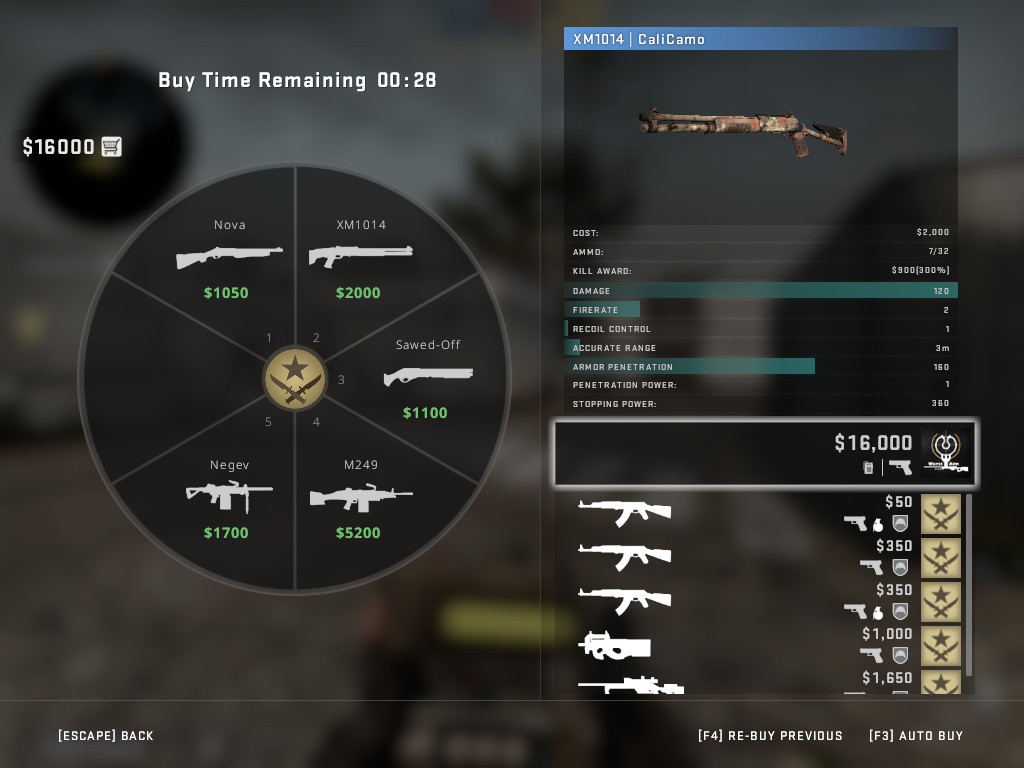 XM1014 | CaliCamo
Buy Time Remaining 00:28
$16000
Nova
XM1014
$1050
$2000
1
2
Sawed-Off
3
$1100
5
4
Negev
M249
$1700
$5200
COST: $2,000
AMMO: 7/32
KILL AWARD: $900(300%)
DAMAGE 120
FIRERATE 2
RECOIL CONTROL 1
ACCURATE RANGE 3m
ARMOR PENETRATION 160
PENETRATION POWER: 1
STOPPING POWER: 360
$16,000
Worst Aim
$50
$350
$350
$1,000
$1,650
[ESCAPE] BACK
[F4] RE-BUY PREVIOUS
[F3] AUTO BUY